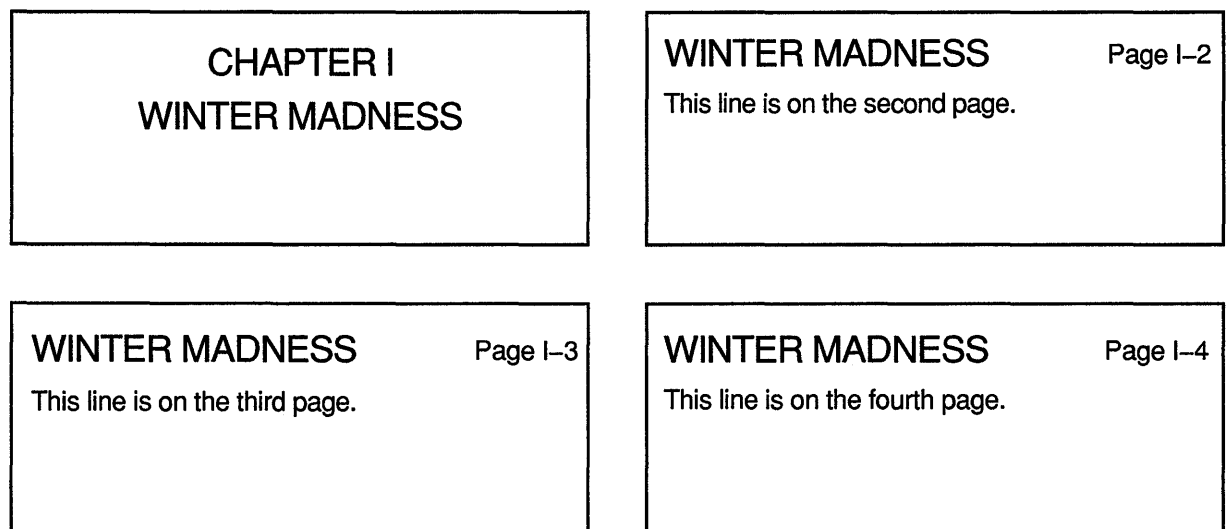 CHAPTER I
WINTER MADNESS
WINTER MADNESS Page I–2
This line is on the second page.
WINTER MADNESS Page I–3
This line is on the third page.
WINTER MADNESS Page I–4
This line is on the fourth page.